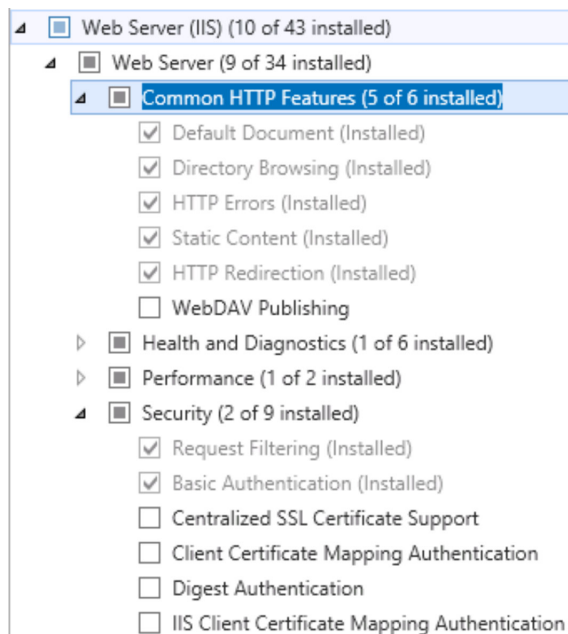 Web Server (IIS) (10 of 43 installed)
Web Server (9 of 34 installed)
Common HTTP Features (5 of 6 installed)
Default Document (Installed)
Directory Browsing (Installed)
HTTP Errors (Installed)
Static Content (Installed)
HTTP Redirection (Installed)
WebDAV Publishing
Health and Diagnostics (1 of 6 installed)
Performance (1 of 2 installed)
Security (2 of 9 installed)
Request Filtering (Installed)
Basic Authentication (Installed)
Centralized SSL Certificate Support
Client Certificate Mapping Authentication
Digest Authentication
IIS Client Certificate Mapping Authentication